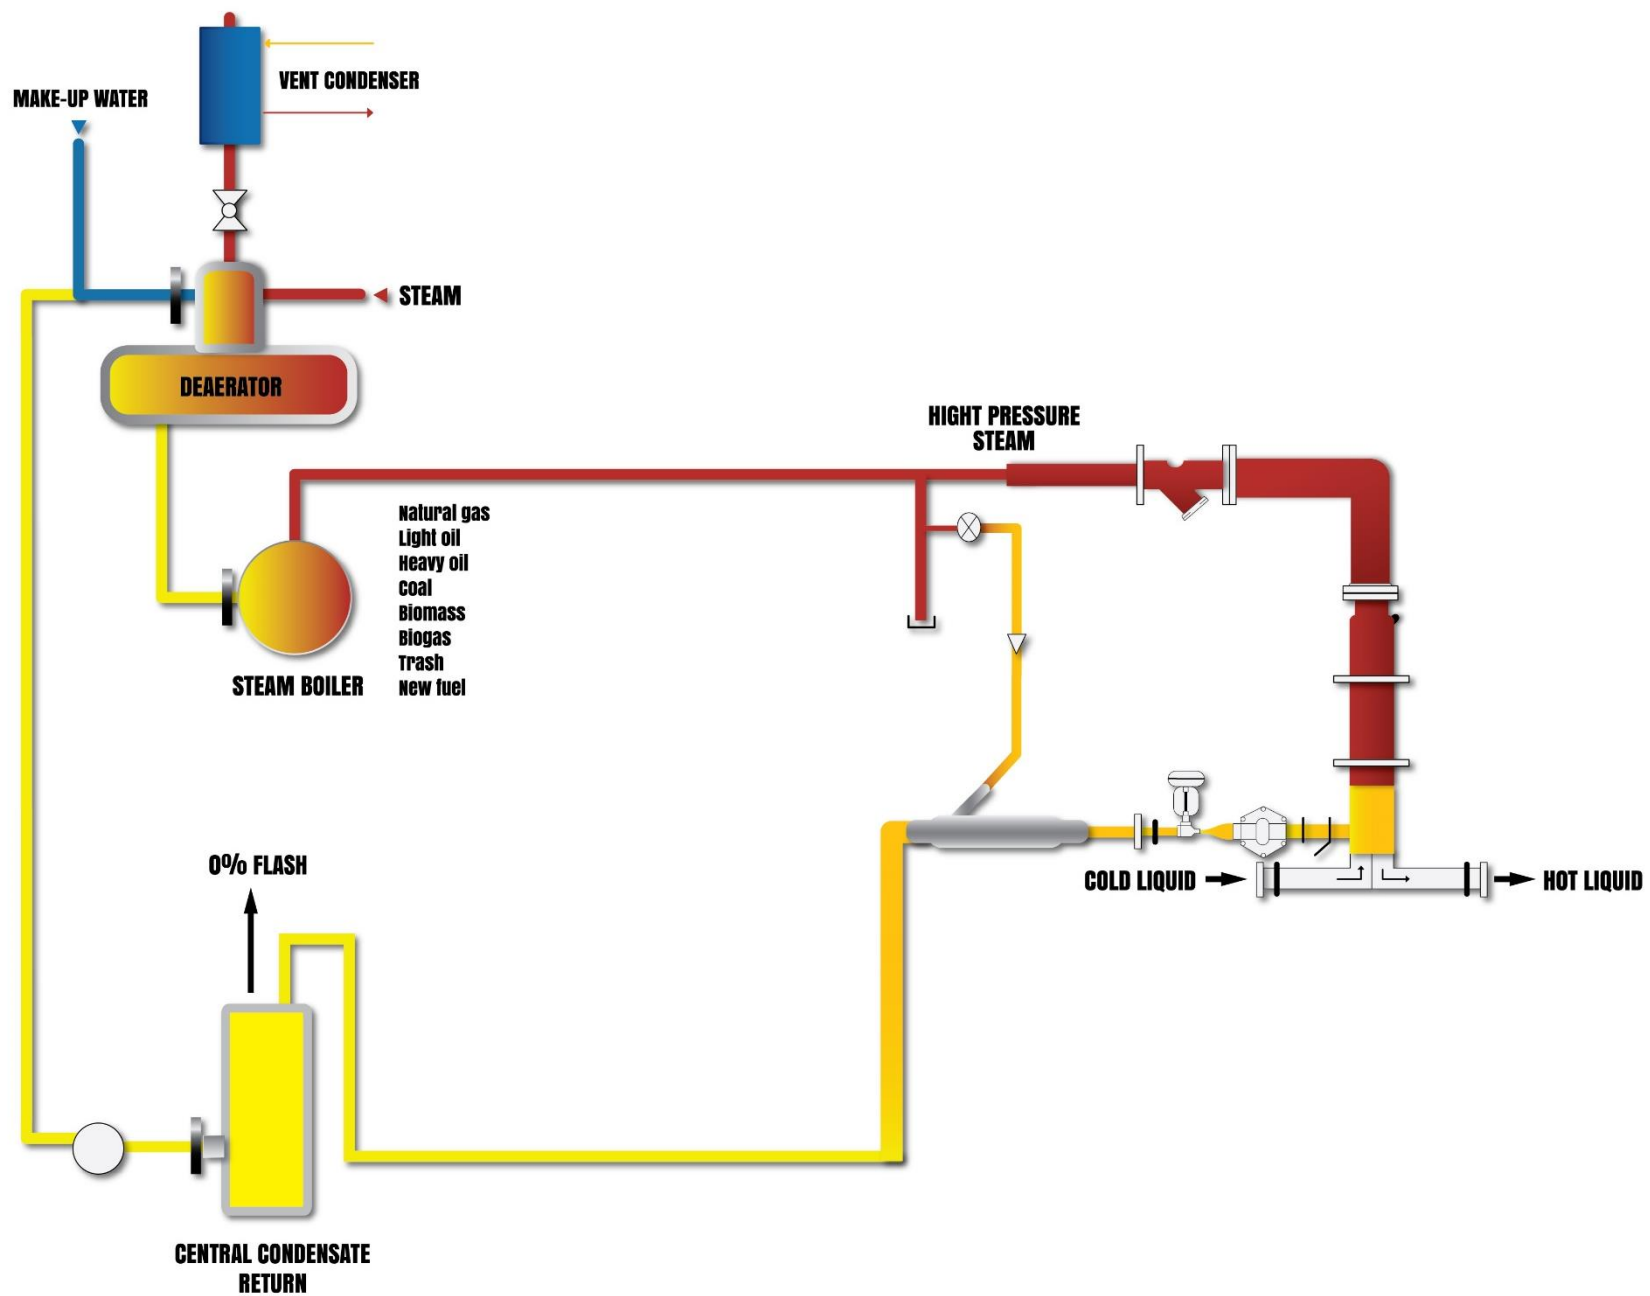 VENT CONDENSER
MAKE-UP WATER
STEAM
DEAERATOR
HIGHT PRESSURE
STEAM
Natural gas
Light oil
Heavy oil
Coal
Biomass
Biogas
Trash
New fuel
STEAM BOILER
0% FLASH
COLD LIQUID
HOT LIQUID
CENTRAL CONDENSATE
RETURN